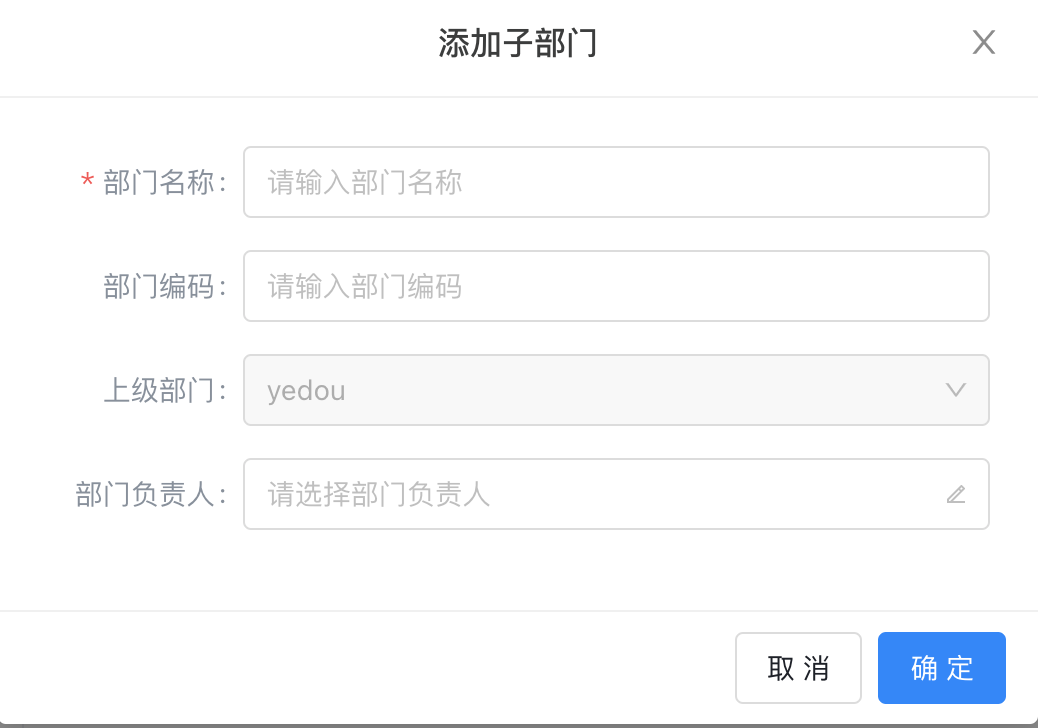 添加子部门
* 部门名称: 请输入部门名称
部门编码: 请输入部门编码
上级部门: yedou
部门负责人: 请选择部门负责人
取 消 确 定